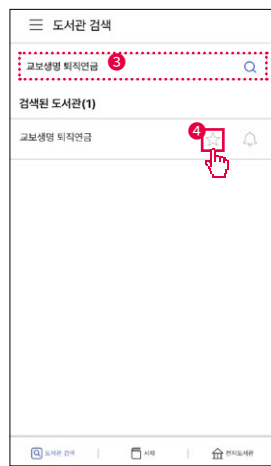 도서관 검색
교보생명 퇴직연금 3
검색된 도서관(1)
교보생명 퇴직연금 4
도서관 검색 | 서재 | 전자도서관